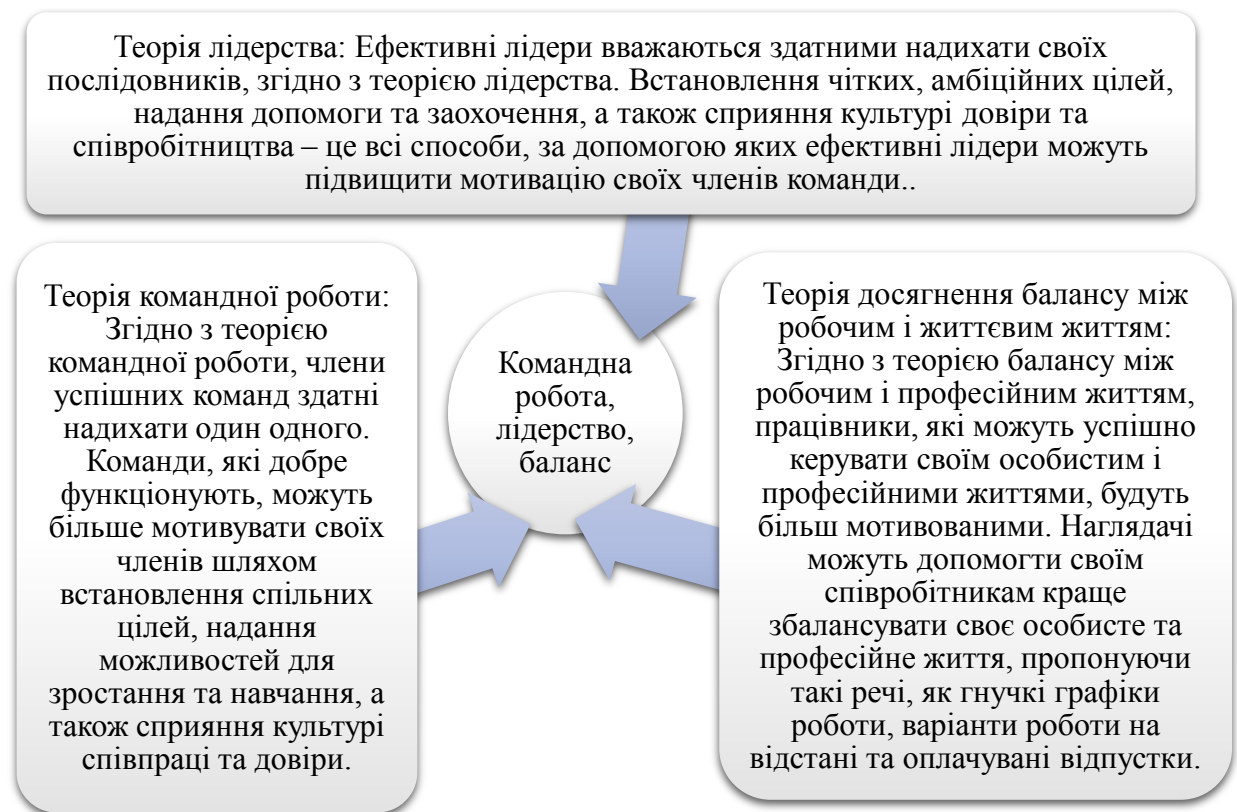 Теорія лідерства: Ефективні лідери вважаються здатними надихати своїх
послідовників, згідно з теорією лідерства. Встановлення чітких, амбіційних цілей,
надання допомоги та заохочення, а також сприяння культурі довіри та
співробітництва – це всі способи, за допомогою яких ефективні лідери можуть
підвищити мотивацію своїх членів команди..
Теорія командної роботи:
Згідно з теорією
командної роботи, члени
успішних команд здатні
надихати один одного.
Команди, які добре
функціонують, можуть
більше мотивувати своїх
членів шляхом
встановлення спільних
цілей, надання
можливостей для
зростання та навчання, а
також сприяння культурі
співпраці та довіри.
Командна
робота,
лідерство,
баланс
Теорія досягнення балансу між
робочим і життєвим життям:
Згідно з теорією балансу між
робочим і професійним життям,
працівники, які можуть успішно
керувати своїм особистим і
професійними життями, будуть
більш мотивованими. Наглядачі
можуть допомогти своїм
співробітникам краще
збалансувати своє особисте та
професійне життя, пропонуючи
такі речі, як гнучкі графіки
роботи, варіанти роботи на
відстані та оплачувані відпустки.